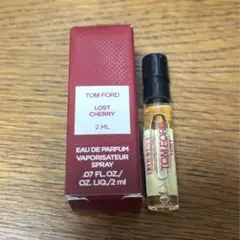 TOM FORD
LOST
CHERRY
2 ML
EAU DE PARFUM
VAPORISATEUR
SPRAY
.07 FL.OZ./
OZ. LIQ./2 ml
TOM FORD